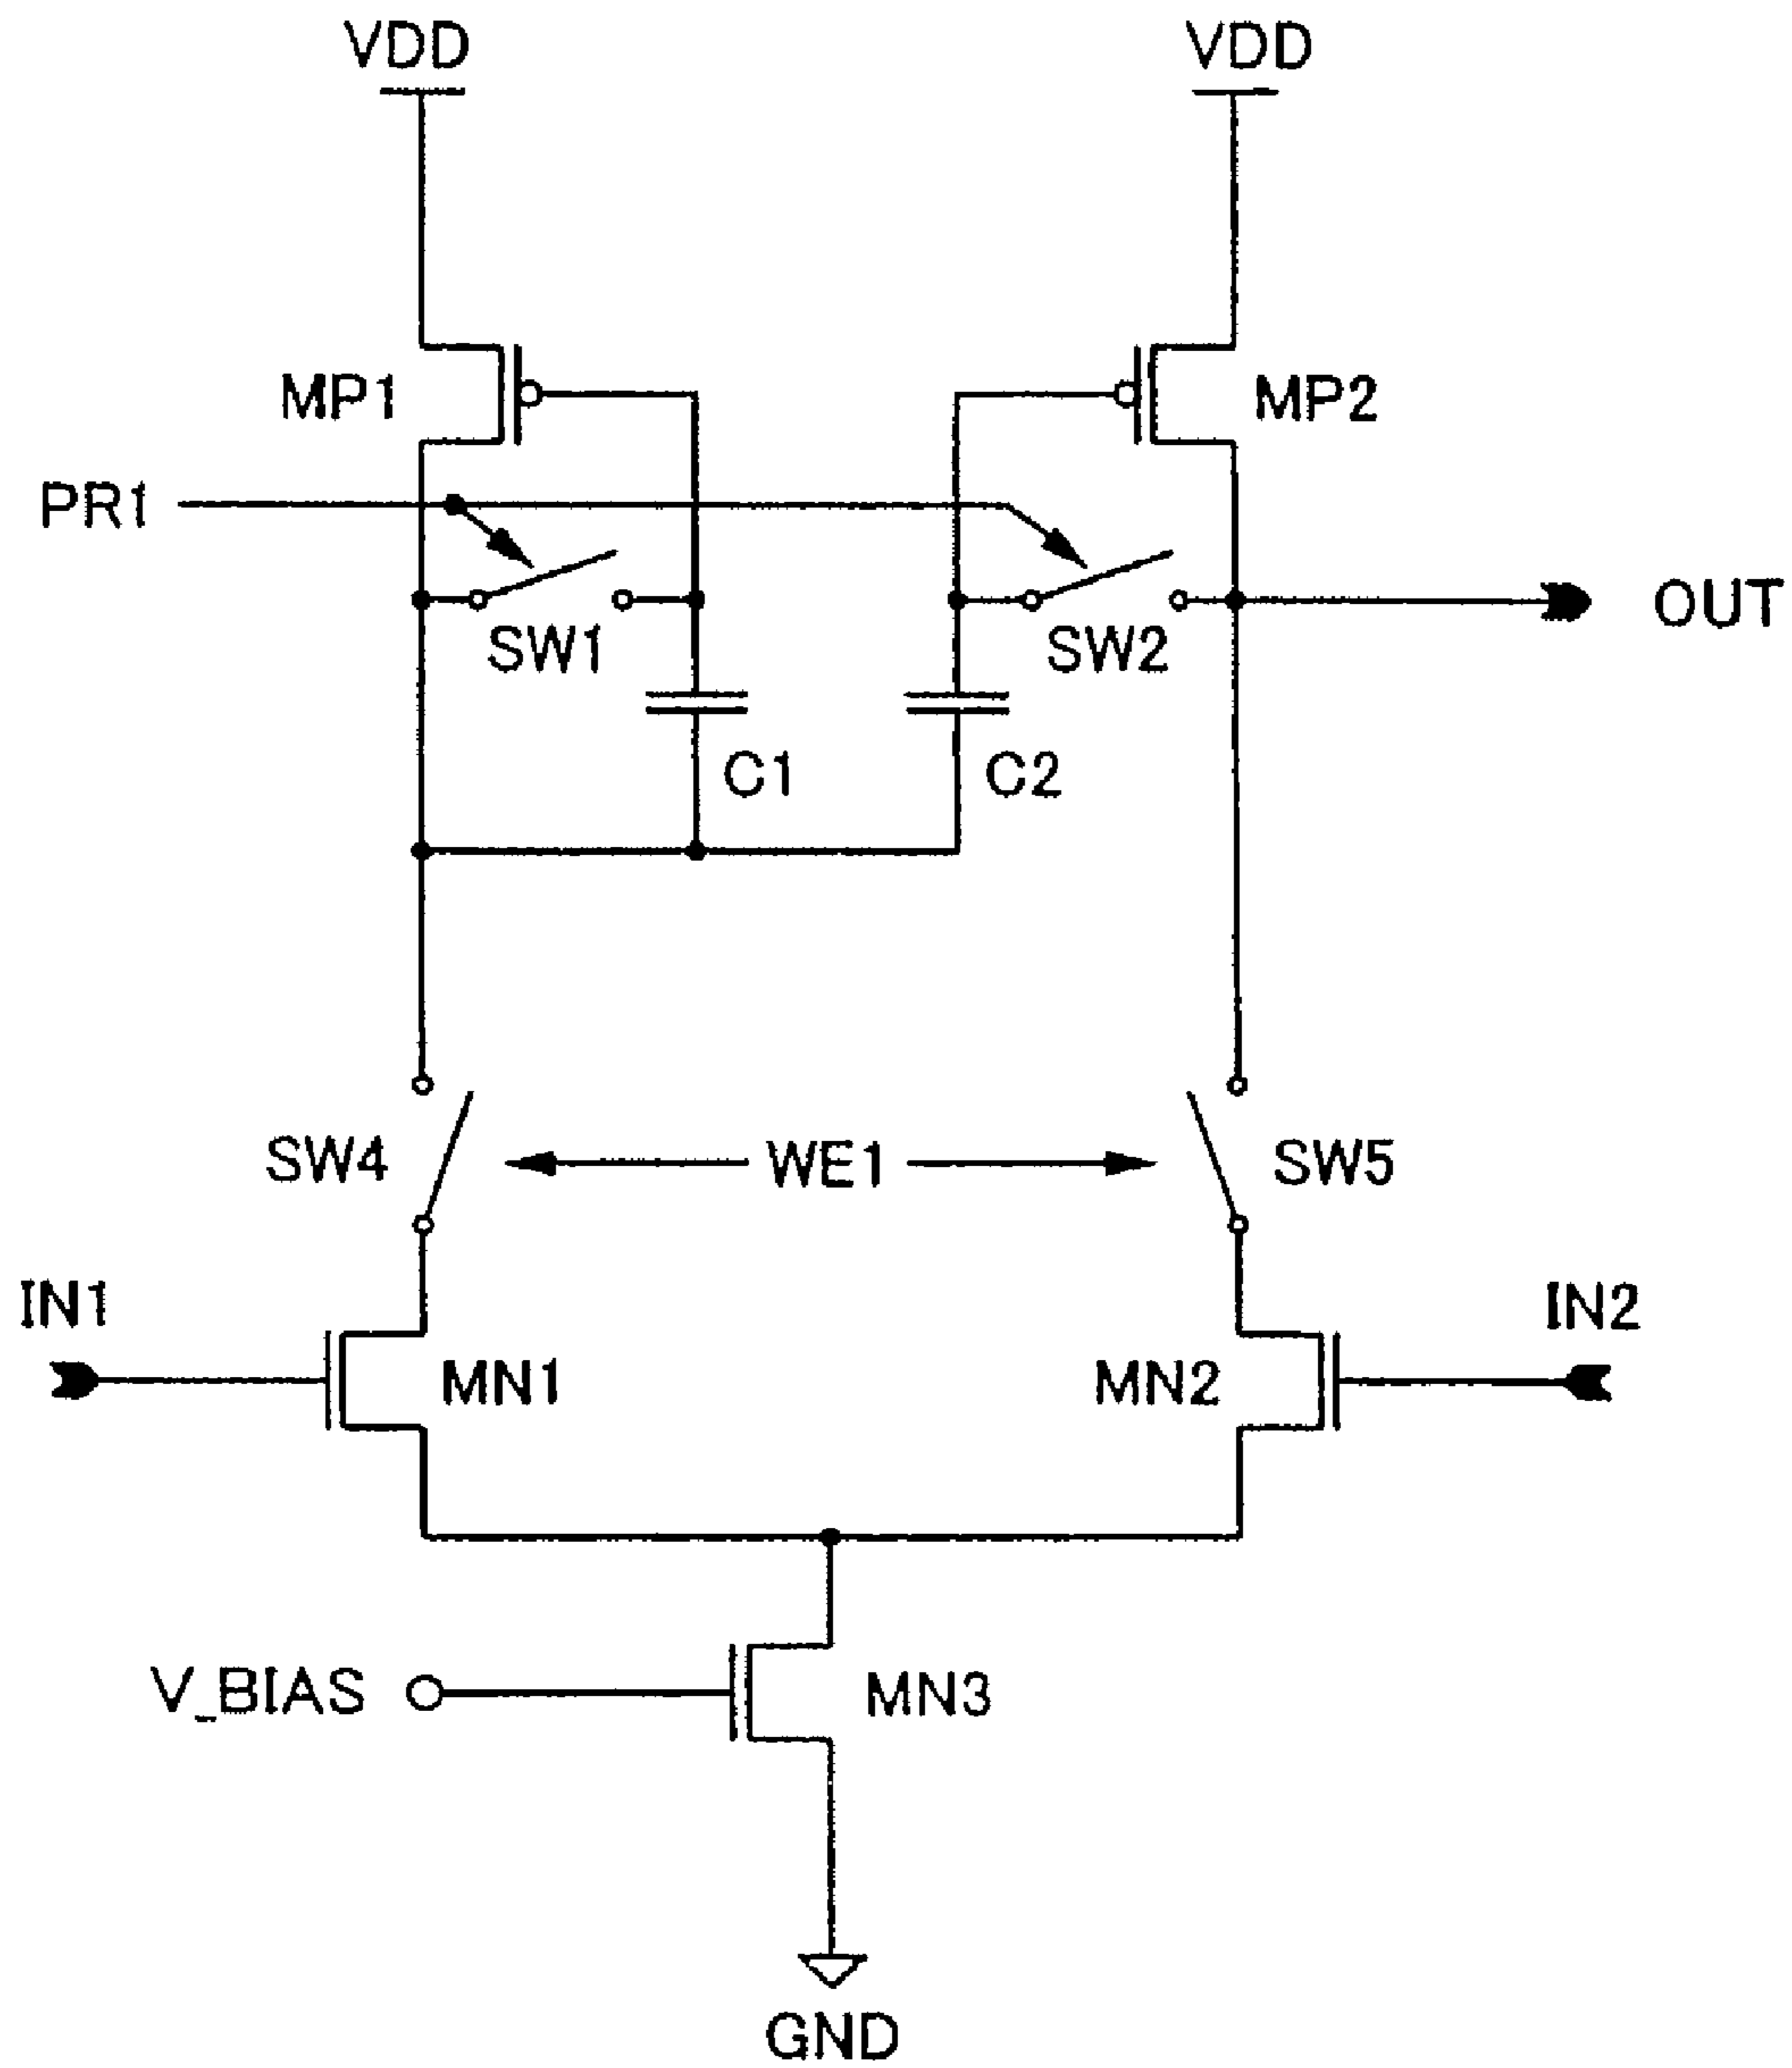 VDD
VDD
MP1
MP2
PR1
OUT
SW1
SW2
C1
C2
SW4
WE1
SW5
IN1
IN2
MN1
MN2
V_BIAS
MN3
GND